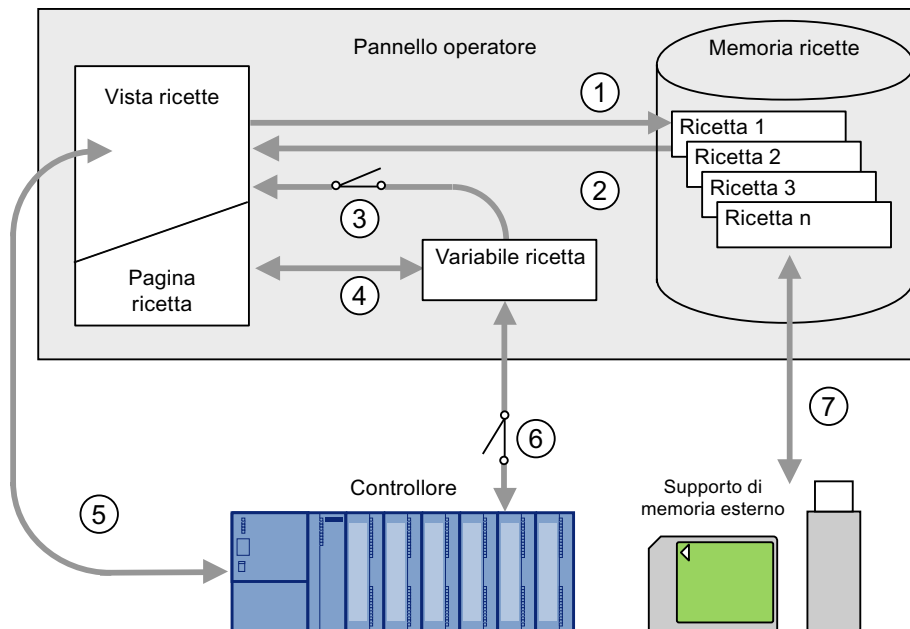 Pannello operatore
Memoria ricette
Vista ricette
1
Ricetta 1
Ricetta 2
2
Ricetta 3
3
Ricetta n
Variabile ricetta
Pagina
ricetta
4
7
6
Controllore
Supporto di
memoria esterno
5